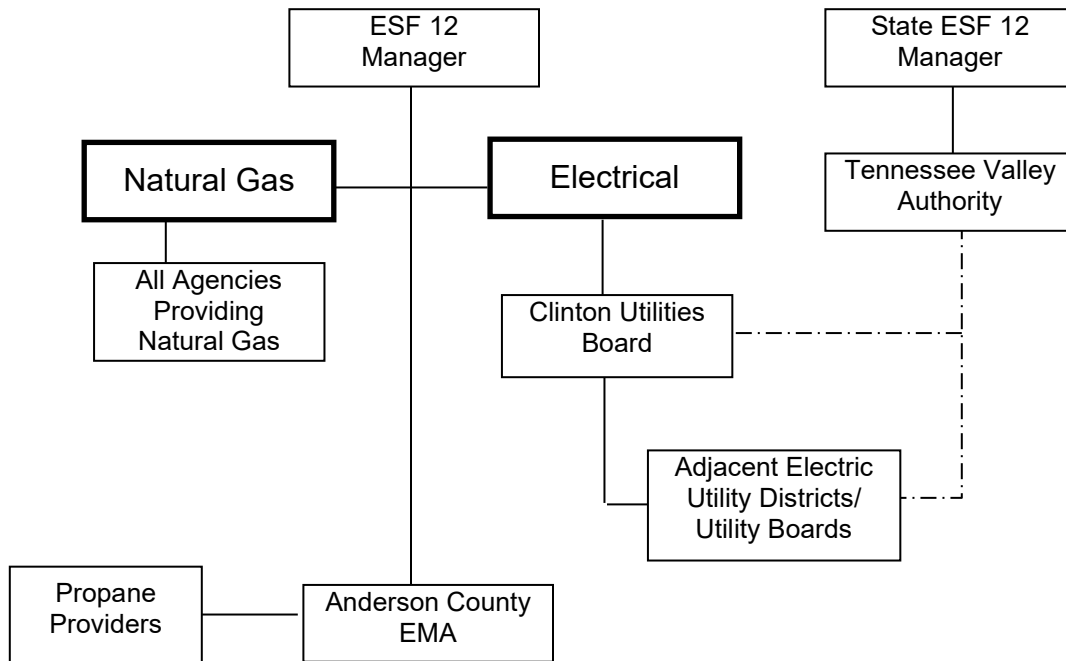 ESF 12
Manager
State ESF 12
Manager
Natural Gas
Electrical
Tennessee Valley
Authority
All Agencies
Providing
Natural Gas
Clinton Utilities
Board
Adjacent Electric
Utility Districts/
Utility Boards
Propane
Providers
Anderson County
EMA